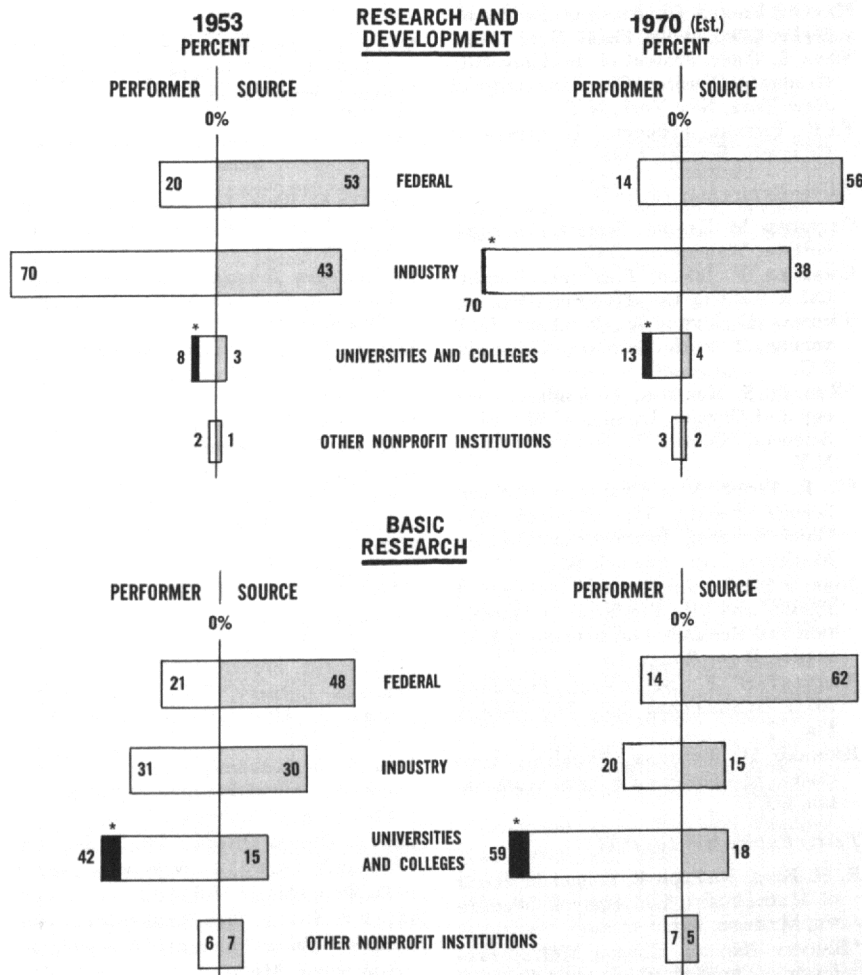 1953
PERCENT
RESEARCH AND
DEVELOPMENT
1970 (Est.)
PERCENT
PERFORMER | SOURCE
0%
PERFORMER | SOURCE
0%
20 53 FEDERAL 14 56
70 43 INDUSTRY * 70 38
* 8 3 UNIVERSITIES AND COLLEGES * 13 4
2 1 OTHER NONPROFIT INSTITUTIONS 3 2
BASIC
RESEARCH
PERFORMER | SOURCE
0%
PERFORMER | SOURCE
0%
21 48 FEDERAL 14 62
31 30 INDUSTRY 20 15
* 42 15 UNIVERSITIES
AND COLLEGES * 59 18
6 7 OTHER NONPROFIT INSTITUTIONS 7 5